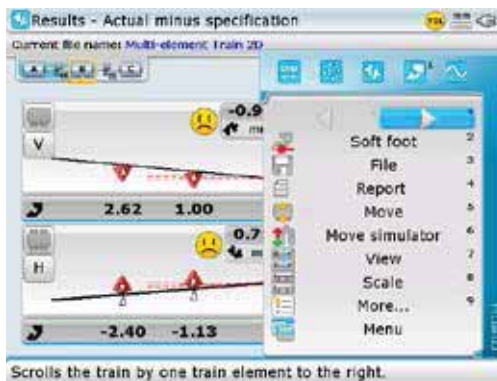 Results - Actual minus specification
TOL
Current file name: Multi-element Train 2D
A B C
-0.9
V
2.62 1.00
0.7
H
-2.40 -1.13
1
Soft foot 2
File 3
Report 4
Move 5
Move simulator 6
View 7
Scale 8
More... 9
Menu
Scrolls the train by one train element to the right.